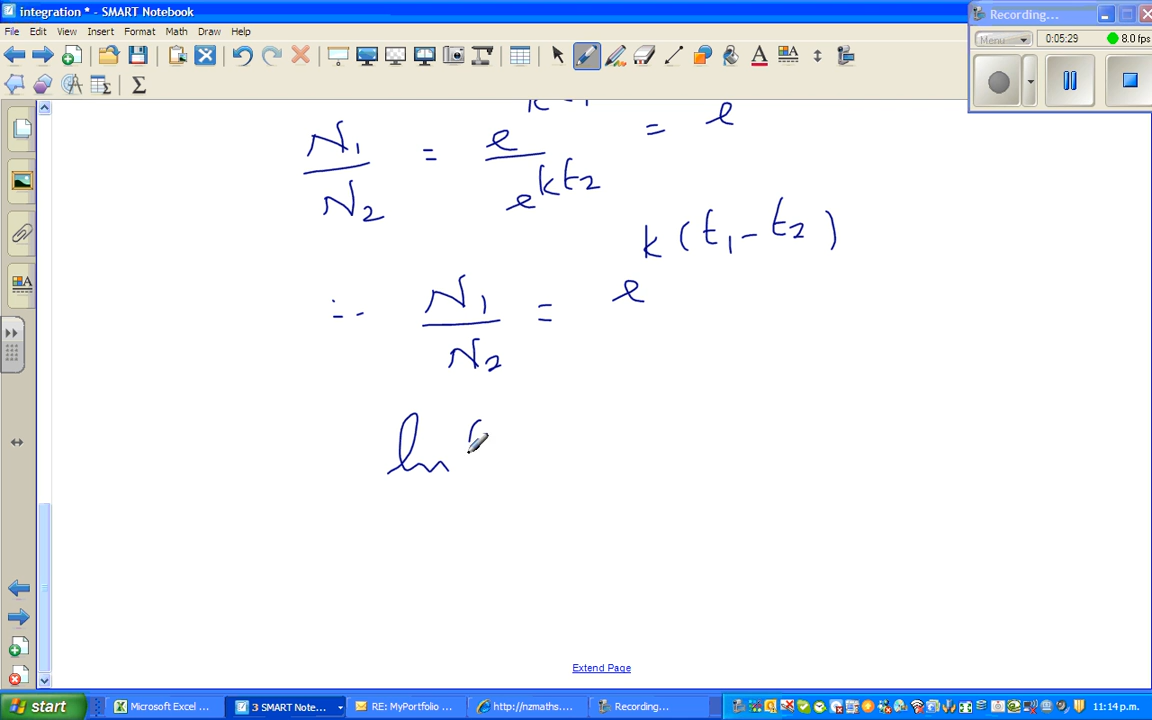 integration * - SMART Notebook
Recording...
File Edit View Insert Format Math Draw Help
Menu
0:05:29
8.0 fps
N1/N2 = e/e^kt2 = e
∴ N1/N2 = e^k(t1-t2)
ln (
Extend Page
start
Microsoft Excel ...
3 SMART Note...
RE: MyPortfolio ...
http://nzmaths....
Recording...
11:14 p.m.